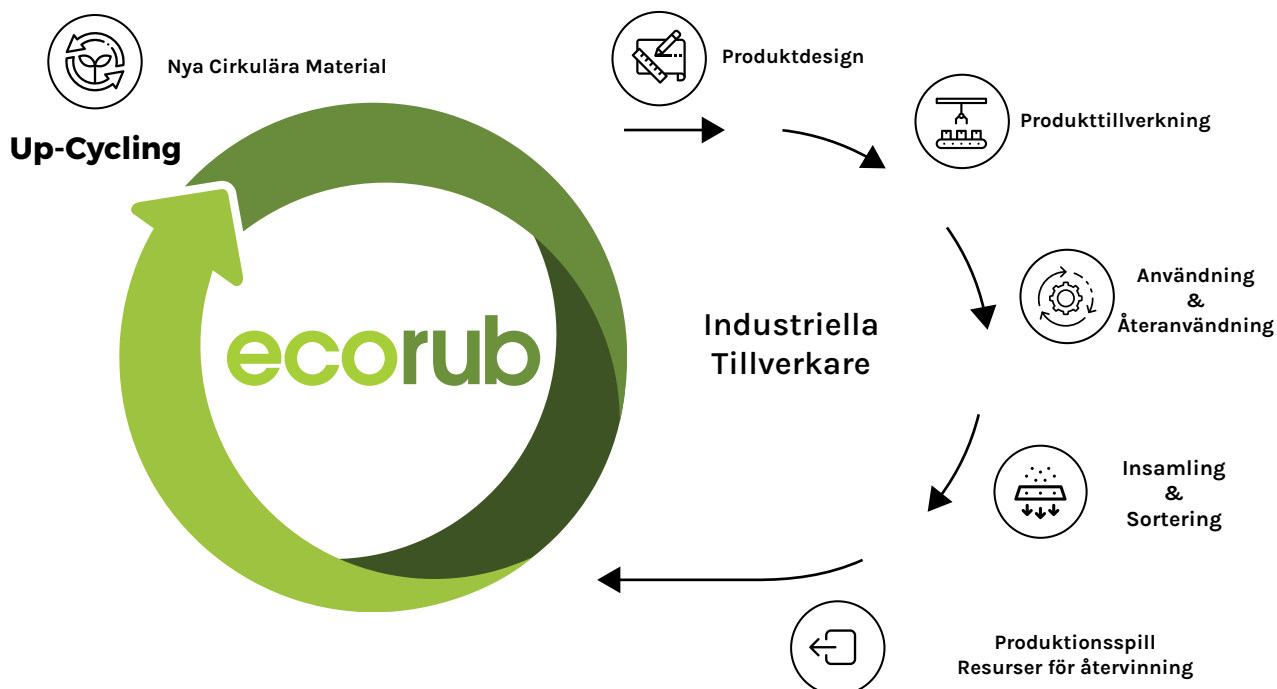 Nya Cirkulära Material
Up-Cycling
ecorub
Produktdesign
Produkttillverkning
Industriella
Tillverkare
Användning
&
Återanvändning
Insamling
&
Sortering
Produktionsspill
Resurser för återvinning